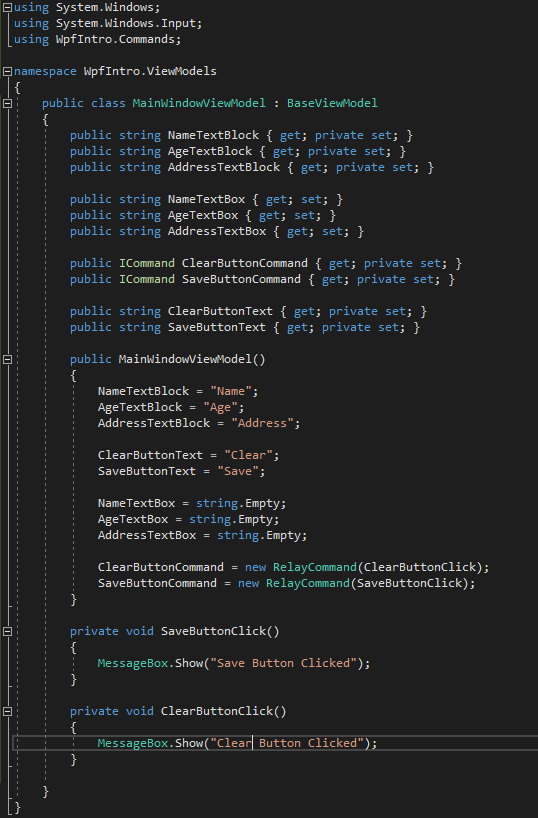 using System.Windows;
using System.Windows.Input;
using WpfIntro.Commands;
namespace WpfIntro.ViewModels
{
public class MainWindowViewModel : BaseViewModel
{
public string NameTextBlock { get; private set; }
public string AgeTextBlock { get; private set; }
public string AddressTextBlock { get; private set; }
public string NameTextBox { get; set; }
public string AgeTextBox { get; set; }
public string AddressTextBox { get; set; }
public ICommand ClearButtonCommand { get; private set; }
public ICommand SaveButtonCommand { get; private set; }
public string ClearButtonText { get; private set; }
public string SaveButtonText { get; private set; }
public MainWindowViewModel()
{
NameTextBlock = "Name";
AgeTextBlock = "Age";
AddressTextBlock = "Address";
ClearButtonText = "Clear";
SaveButtonText = "Save";
NameTextBox = string.Empty;
AgeTextBox = string.Empty;
AddressTextBox = string.Empty;
ClearButtonCommand = new RelayCommand(ClearButtonClick);
SaveButtonCommand = new RelayCommand(SaveButtonClick);
}
private void SaveButtonClick()
{
MessageBox.Show("Save Button Clicked");
}
private void ClearButtonClick()
{
MessageBox.Show("Clear Button Clicked");
}
}
}